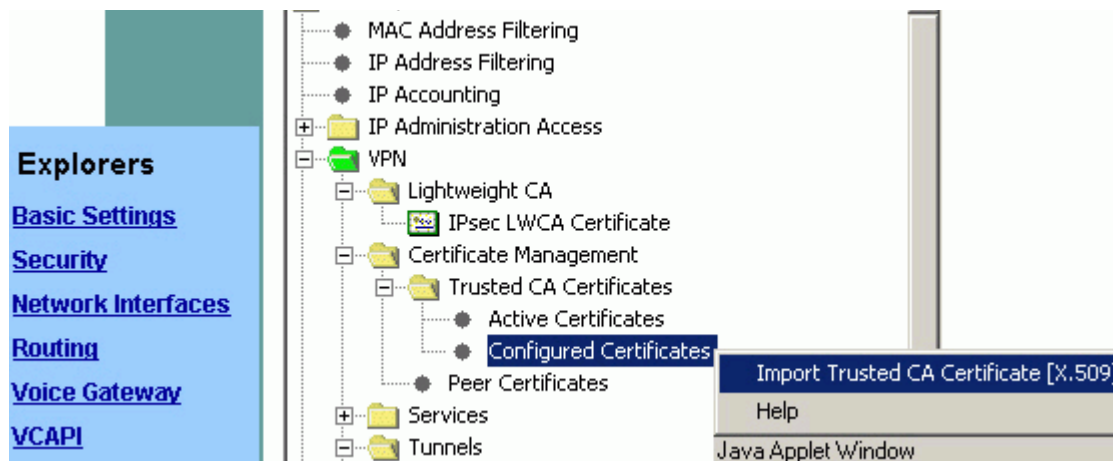 Explorers
Basic Settings
Security
Network Interfaces
Routing
Voice Gateway
VCAPI
MAC Address Filtering
IP Address Filtering
IP Accounting
IP Administration Access
VPN
Lightweight CA
IPsec LWCA Certificate
Certificate Management
Trusted CA Certificates
Active Certificates
Configured Certificates
Peer Certificates
Services
Tunnels
Import Trusted CA Certificate [X.509]
Help
Java Applet Window